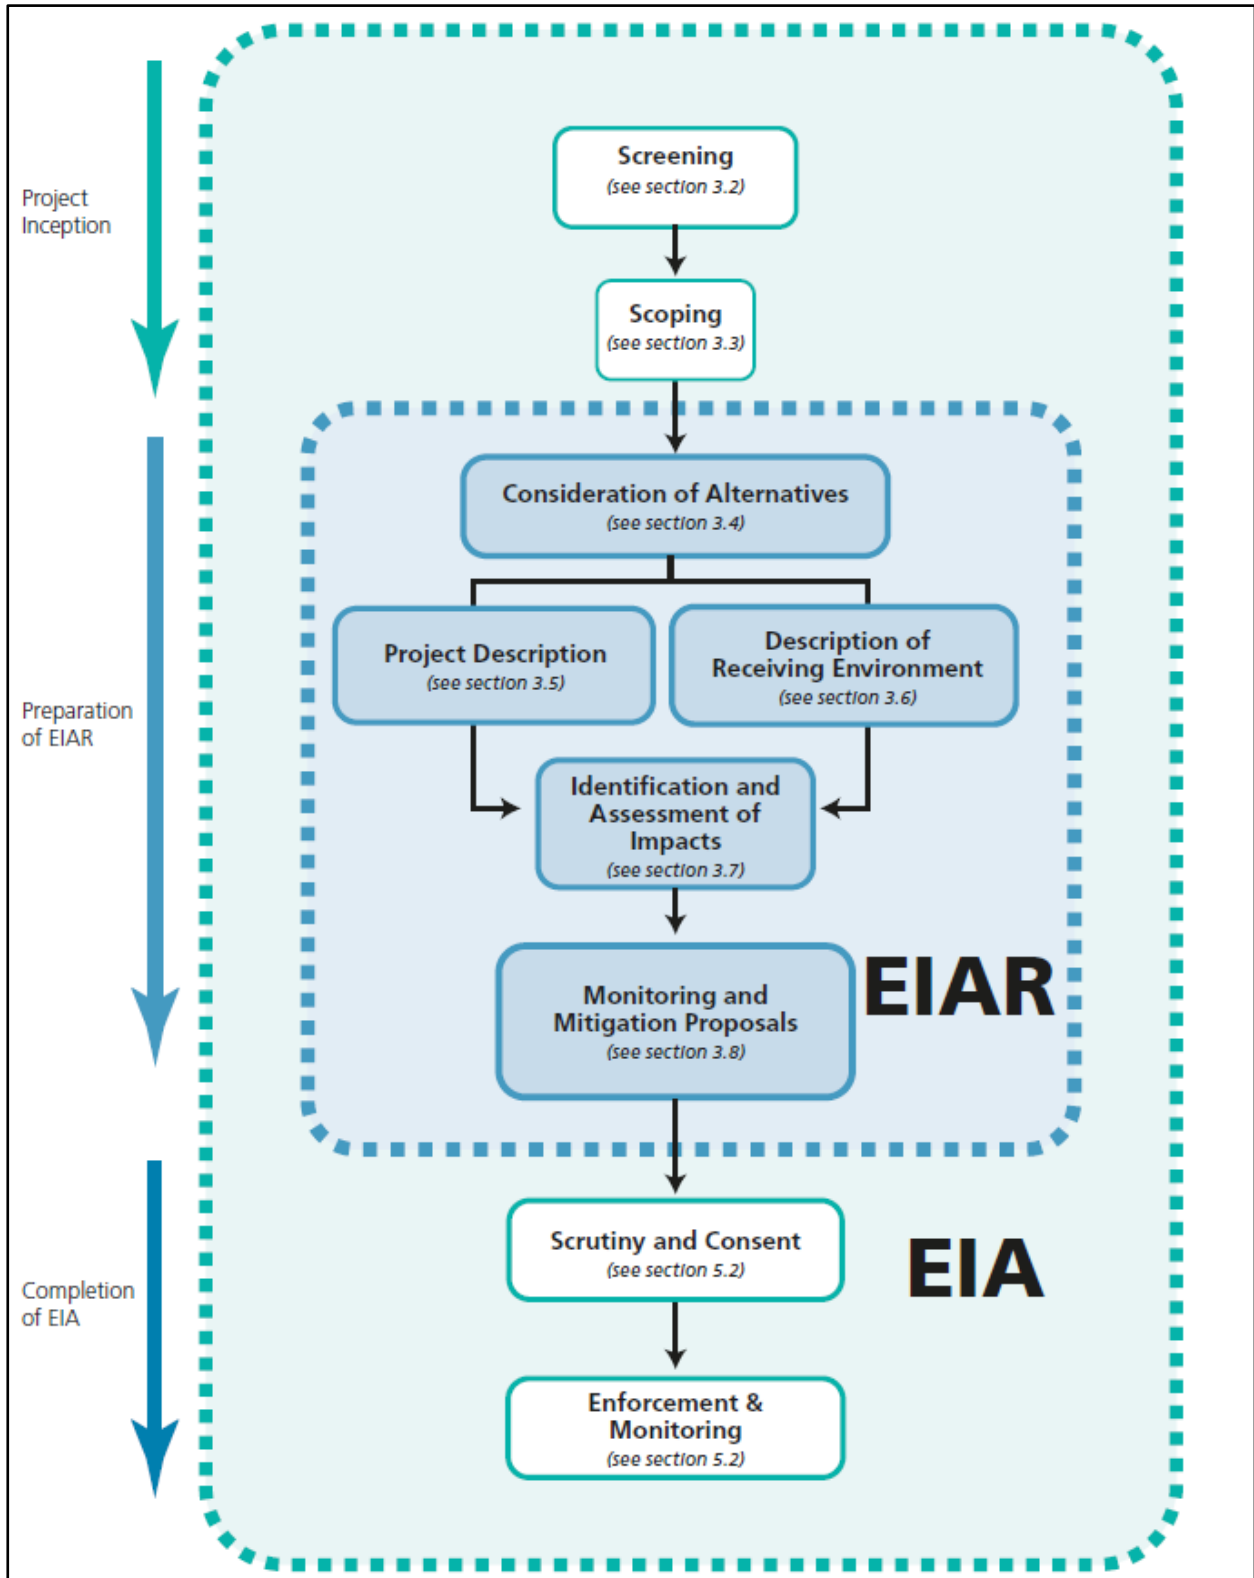 Project
Inception
Screening
(see section 3.2)
Scoping
(see section 3.3)
Preparation
of EIAR
Consideration of Alternatives
(see section 3.4)
Project Description
(see section 3.5)
Description of
Receiving Environment
(see section 3.6)
Identification and
Assessment of
Impacts
(see section 3.7)
Monitoring and
Mitigation Proposals
(see section 3.8)
EIAR
Completion
of EIA
Scrutiny and Consent
(see section 5.2)
EIA
Enforcement &
Monitoring
(see section 5.2)